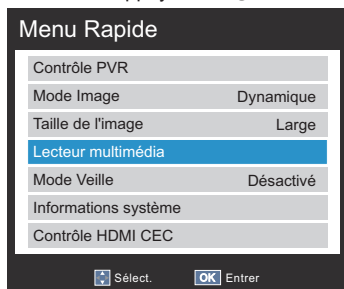 Menu Rapide
Contrôle PVR
Mode Image Dynamique
Taille de l'image Large
Lecteur multimédia
Mode Veille Désactivé
Informations système
Contrôle HDMI CEC
Sélect. OK Entrer